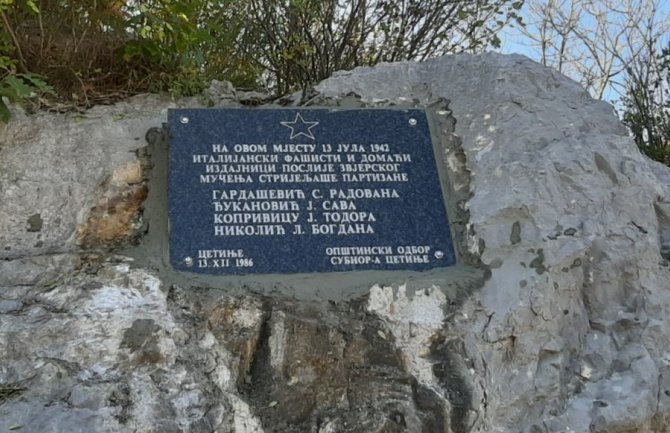 НА ОВОМ МЈЕСТУ 13 ЈУЛА 1942
ИТАЛИЈАНСКИ ФАШИСТИ И ДОМАЋИ
ИЗДАЈНИЦИ ПОСЛИЈЕ ЗВЈЕРСКОГ
МУЧЕЊА СТРИЈЕЉАШЕ ПАРТИЗАНЕ
ГАРДАШЕВИЋ С. РАДОВАНА
ЂУКАНОВИЋ Ј. САВА
КОПРИВИЦУ Ј. ТОДОРА
НИКОЛИЋ Л. БОГДАНА
ЦЕТИЊЕ
13. XII 1986
ОПШТИНСКИ ОДБОР
СУБНОР-А ЦЕТИЊЕ